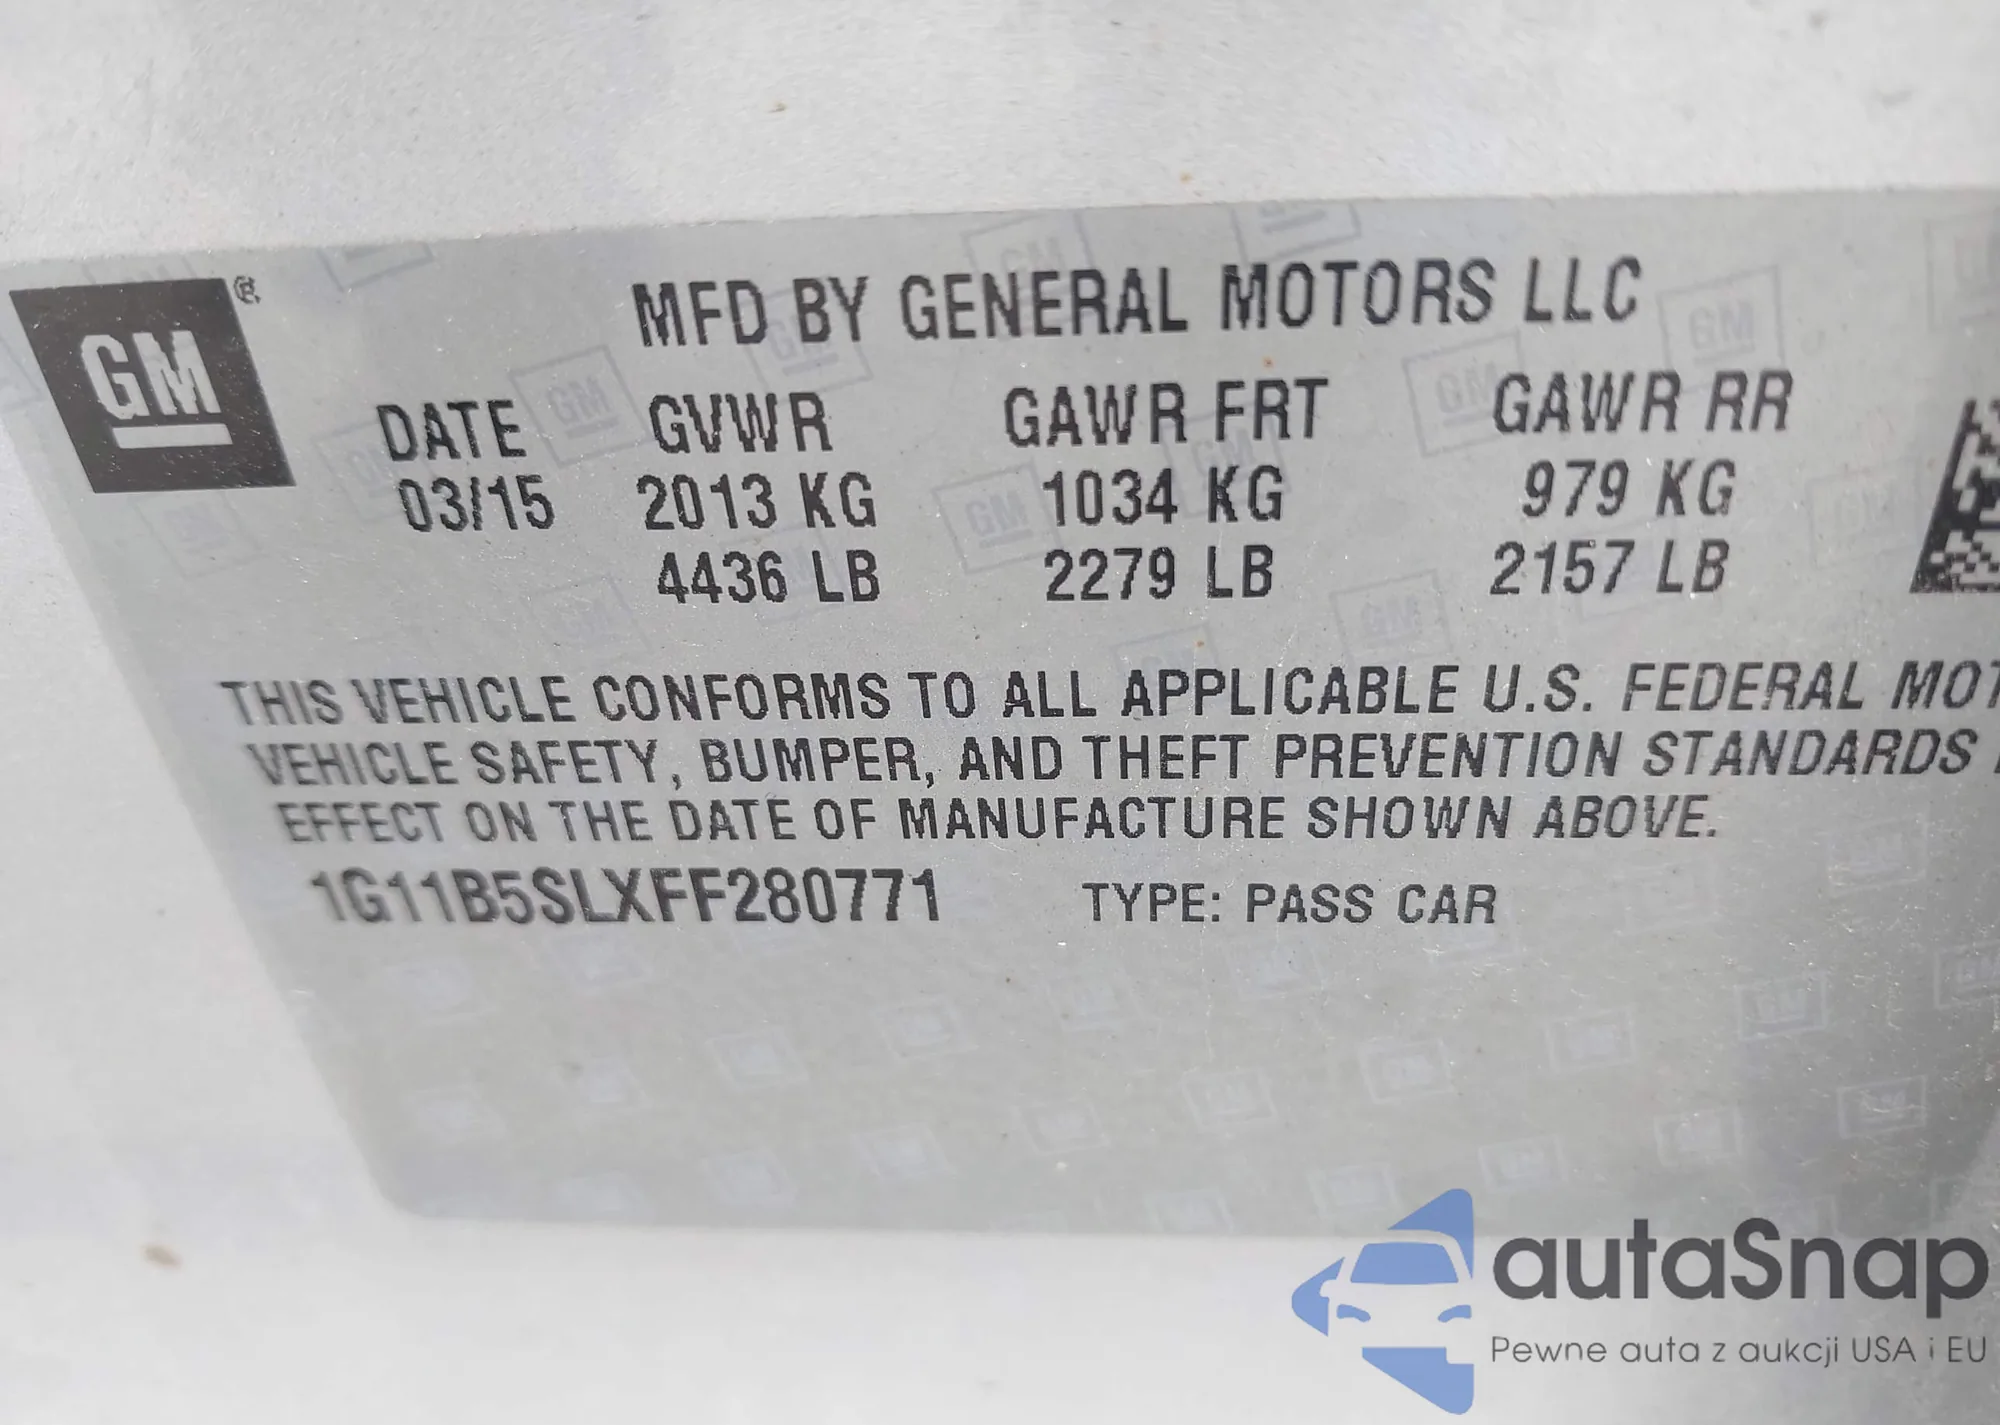 GM ®
MFD BY GENERAL MOTORS LLC
DATE GVWR GAWR FRT GAWR RR
03/15 2013 KG 1034 KG 979 KG
4436 LB 2279 LB 2157 LB
THIS VEHICLE CONFORMS TO ALL APPLICABLE U.S. FEDERAL MOT
VEHICLE SAFETY, BUMPER, AND THEFT PREVENTION STANDARDS
EFFECT ON THE DATE OF MANUFACTURE SHOWN ABOVE.
1G11B5SLXFF280771 TYPE: PASS CAR
autaSnap
Pewne auta z aukcji USA i EU